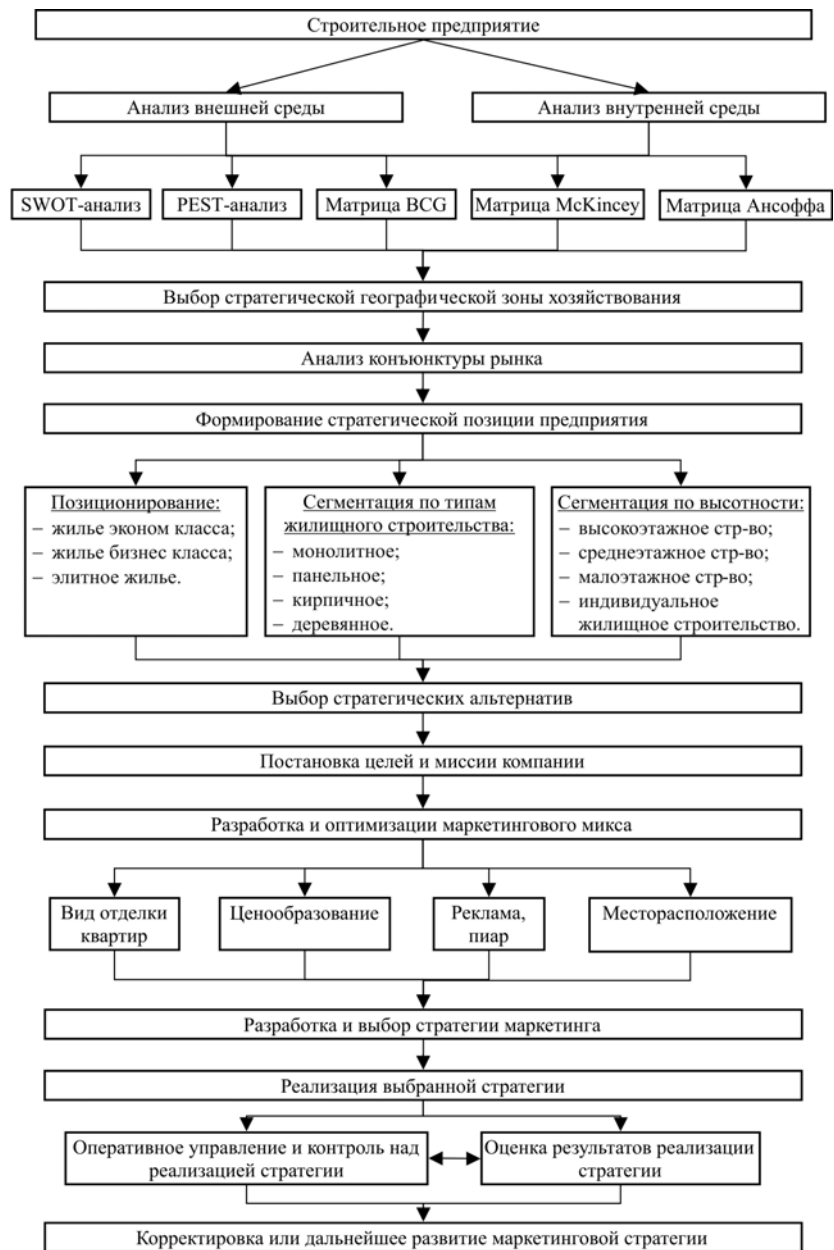 Строительное предприятие
Анализ внешней среды
Анализ внутренней среды
SWOT-анализ
PEST-анализ
Матрица BCG
Матрица McKincey
Матрица Ансоффа
Выбор стратегической географической зоны хозяйствования
Анализ конъюнктуры рынка
Формирование стратегической позиции предприятия
Позиционирование:
– жилье эконом класса;
– жилье бизнес класса;
– элитное жилье.
Сегментация по типам
жилищного строительства:
– монолитное;
– панельное;
– кирпичное;
– деревянное.
Сегментация по высотности:
– высокоэтажное стр-во;
– среднеэтажное стр-во;
– малоэтажное стр-во;
– индивидуальное
жилищное строительство.
Выбор стратегических альтернатив
Постановка целей и миссии компании
Разработка и оптимизации маркетингового микса
Вид отделки
квартир
Ценообразование
Реклама,
пиар
Месторасположение
Разработка и выбор стратегии маркетинга
Реализация выбранной стратегии
Оперативное управление и контроль над
реализацией стратегии
Оценка результатов реализации
стратегии
Корректировка или дальнейшее развитие маркетинговой стратегии